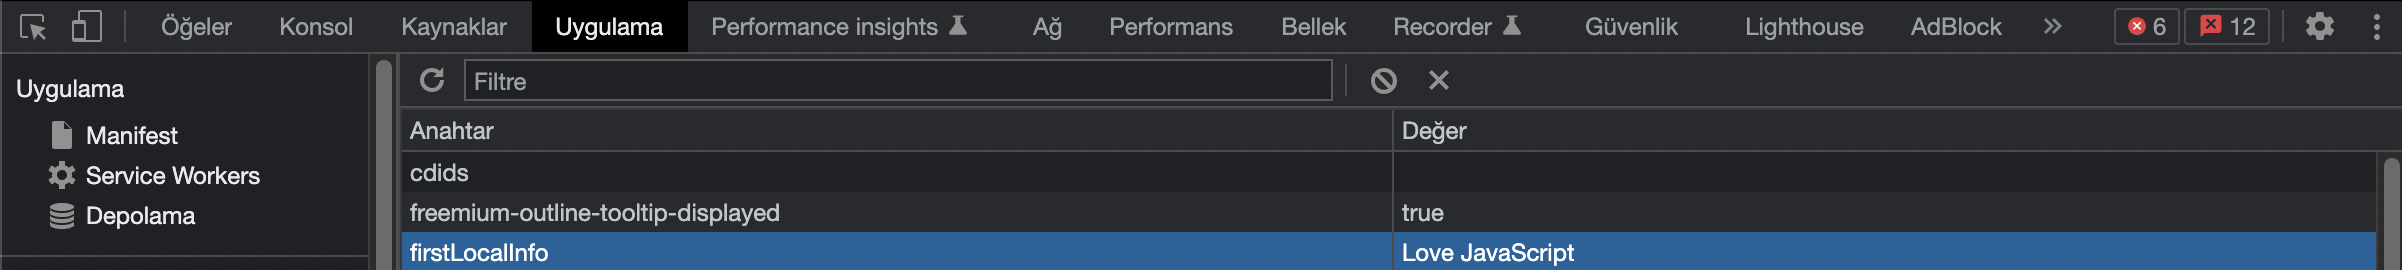 Öğeler Konsol Kaynaklar Uygulama Performance insights Ağ Performans Bellek Recorder Güvenlik Lighthouse AdBlock 6 12
Uygulama
Filtre
Manifest
Service Workers
Depolama
Anahtar Değer
cdids
freemium-outline-tooltip-displayed true
firstLocalInfo Love JavaScript